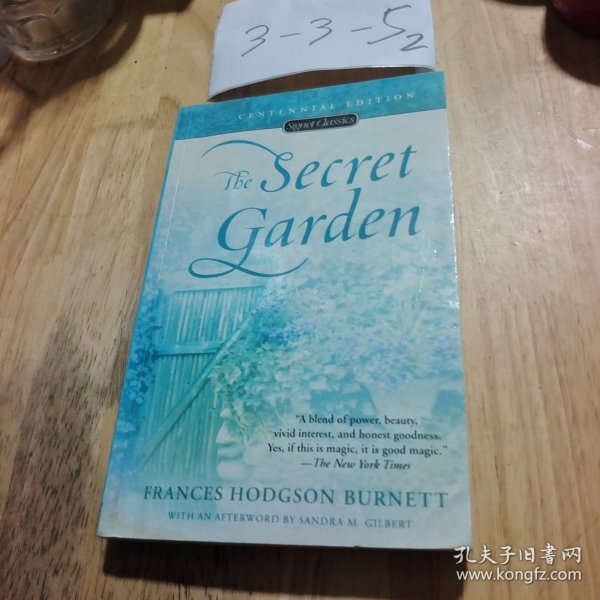 3-3-52
CENTENNIAL EDITION
Signet Classics
The Secret
Garden
"A blend of power, beauty,
vivid interest, and honest goodness.
Yes, if this is magic, it is good magic."
—The New York Times
FRANCES HODGSON BURNETT
WITH AN AFTERWORD BY SANDRA M. GILBERT
孔夫子旧书网
www.kongfz.com